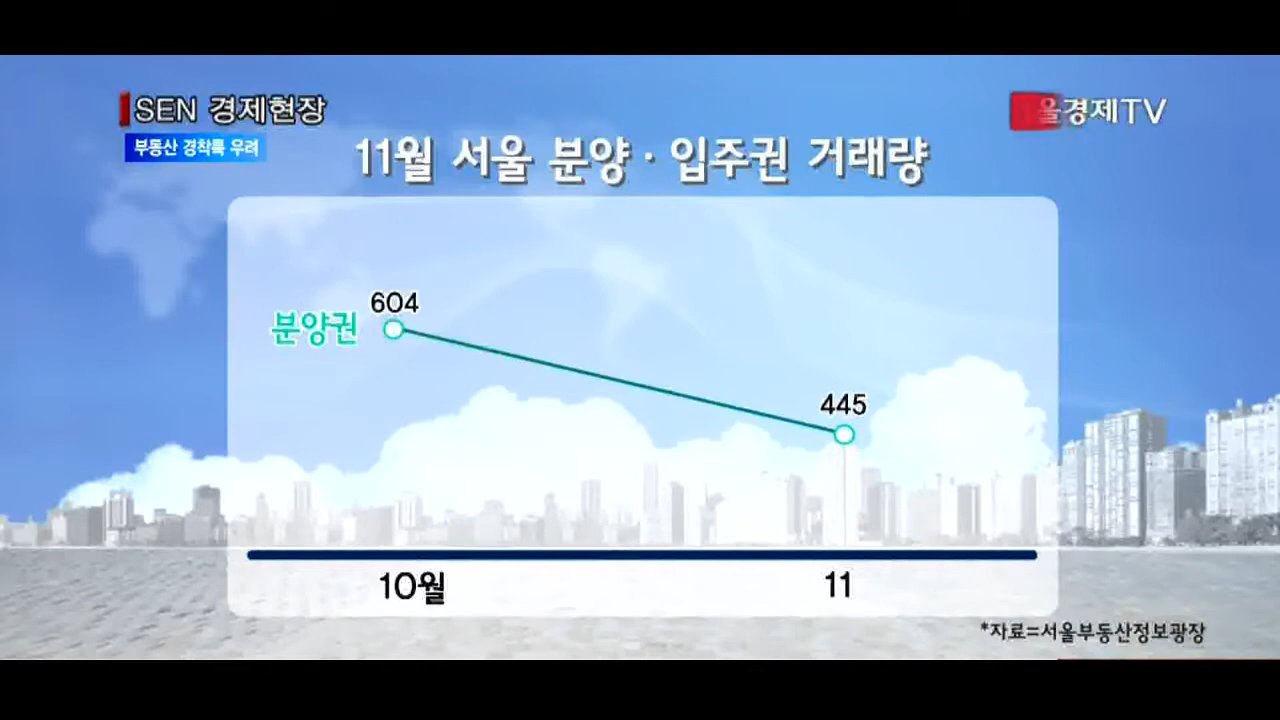 SEN 경제현장
울경제TV
부동산 경착륙 우려
11월 서울 분양·입주권 거래량
604
분양권
445
10월
11
*자료=서울부동산정보광장